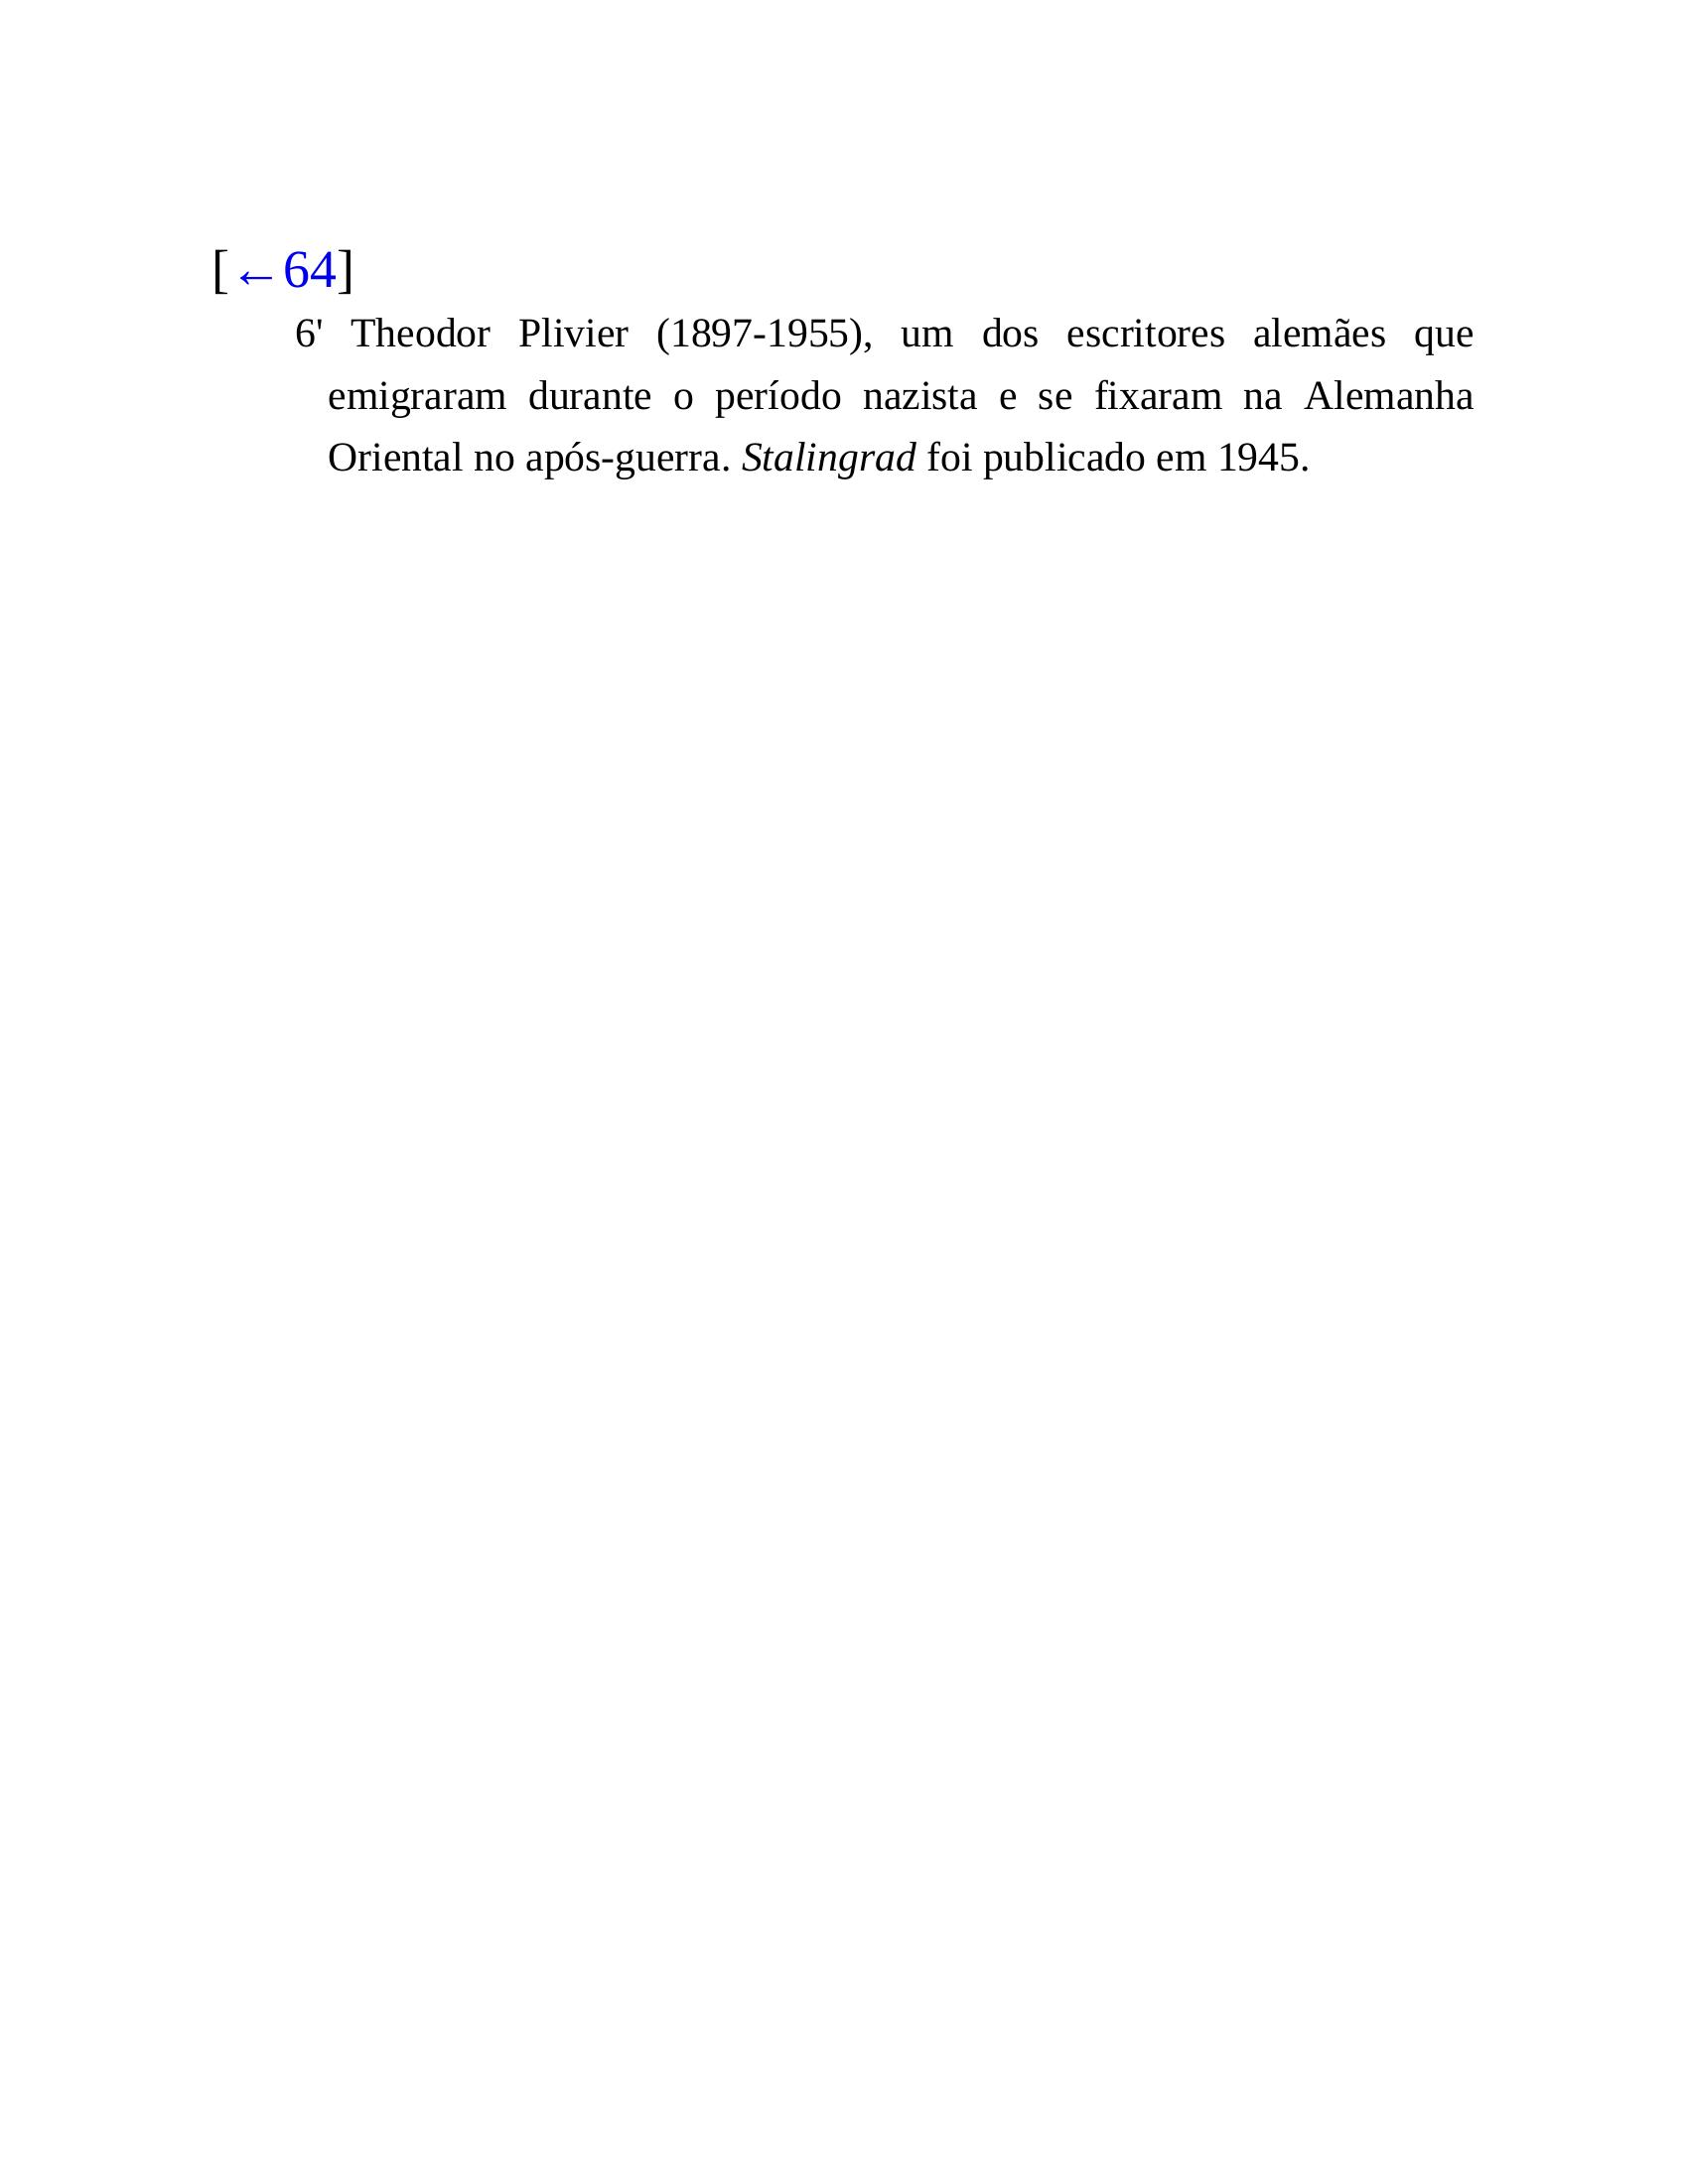 [←64]
6' Theodor Plivier (1897-1955), um dos escritores alemães que
emigraram durante o período nazista e se fixaram na Alemanha
Oriental no após-guerra. Stalingrad foi publicado em 1945.